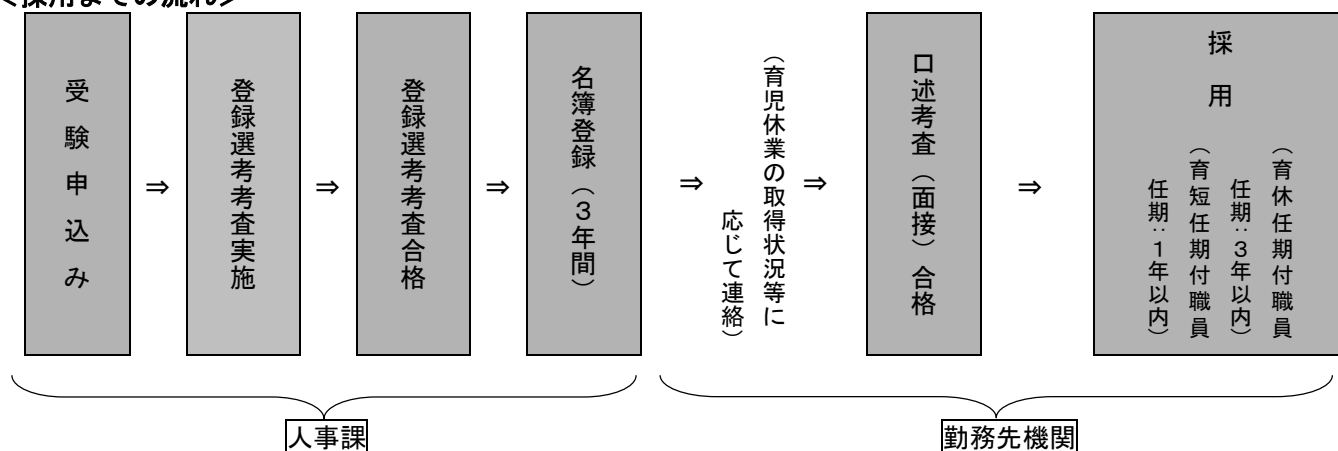 ＜採用までの流れ＞
受験申込み
⇒
登録選考考査実施
⇒
登録選考考査合格
⇒
名簿登録（３年間）
⇒
（育児休業の取得状況等に
応じて連絡）
⇒
口述考査（面接）合格
⇒
採用
（育休任期付職員
任期：３年以内）
（育短任期付職員
任期：１年以内）
人事課
勤務先機関